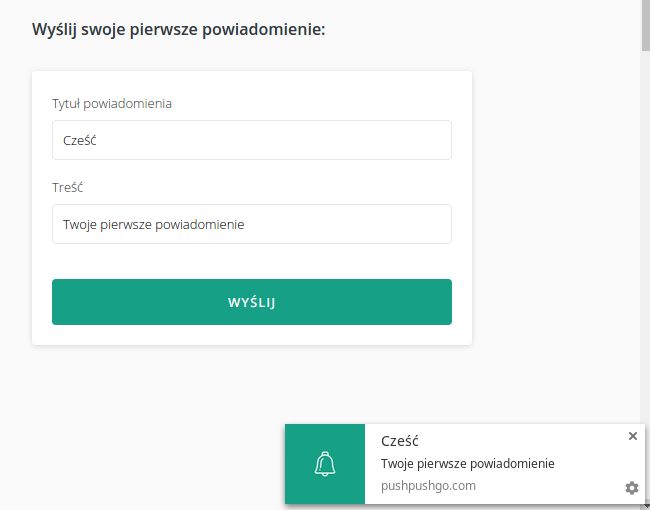 Wyślij swoje pierwsze powiadomienie:
Tytuł powiadomienia
Cześć
Treść
Twoje pierwsze powiadomienie
WYŚLIJ
Cześć
Twoje pierwsze powiadomienie
pushpushgo.com